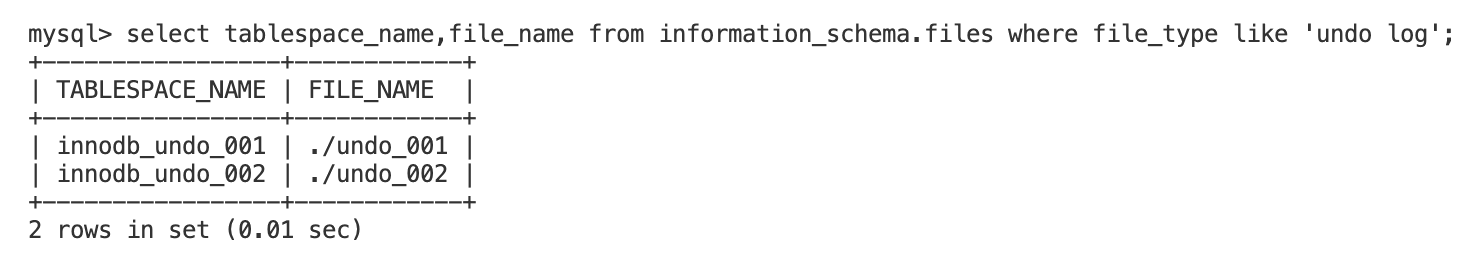 mysql> select tablespace_name,file_name from information_schema.files where file_type like 'undo log';
+-----------------+------------+
| TABLESPACE_NAME | FILE_NAME  |
+-----------------+------------+
| innodb_undo_001 | ./undo_001 |
| innodb_undo_002 | ./undo_002 |
+-----------------+------------+
2 rows in set (0.01 sec)